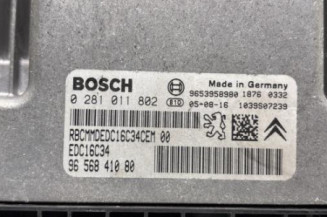 BOSCH
Made in Germany
9653958980 1876 0332
0 281 011 802
05-08-16 1039S07239
RBCMMDEDC16C34CEM 00
EDC16C34
96 568 410 80